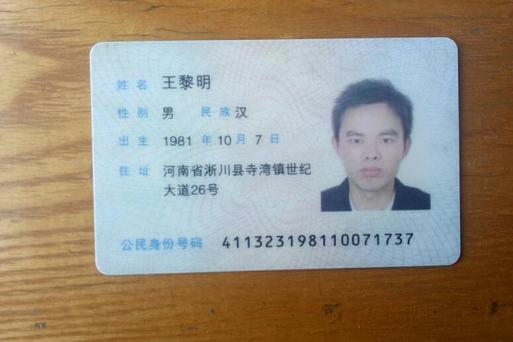 姓名 王黎明
性别 男 民族 汉
出生 1981 年 10 月 7 日
住址 河南省淅川县寺湾镇世纪
大道26号
公民身份号码 411323198110071737